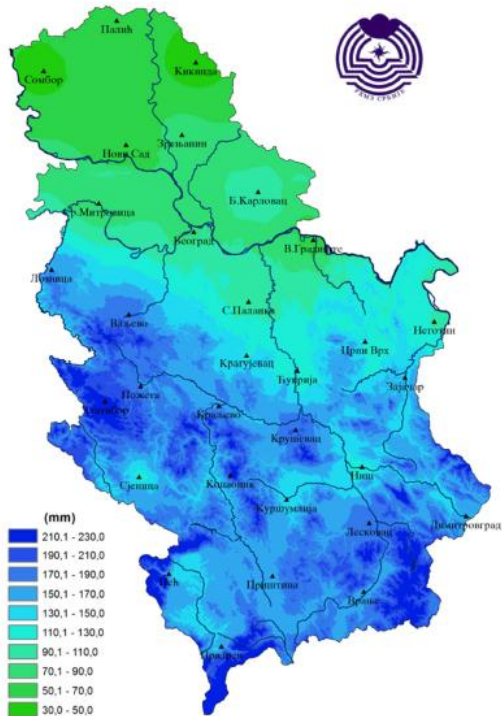 Палић
Сомбор
Кикинда
РХМЗ СРБИЈЕ
Зрењанин
Нови Сад
Б.Карловац
Ср.Митровица
Београд
В.Градиште
Лозница
С.Паланка
Ваљево
Неготин
Црни Врх
Крагујевац
Ћуприја
Зајечар
Пожега
Златибор
Краљево
Крушевац
Ниш
Сјеница
Копаоник
Куршумлија
Лесковац
Димитровград
(mm)
210,1 - 230,0
190,1 - 210,0
170,1 - 190,0
150,1 - 170,0
130,1 - 150,0
110,1 - 130,0
90,1 - 110,0
70,1 - 90,0
50,1 - 70,0
30,0 - 50,0
Пећ
Приштина
Врање
Призрен